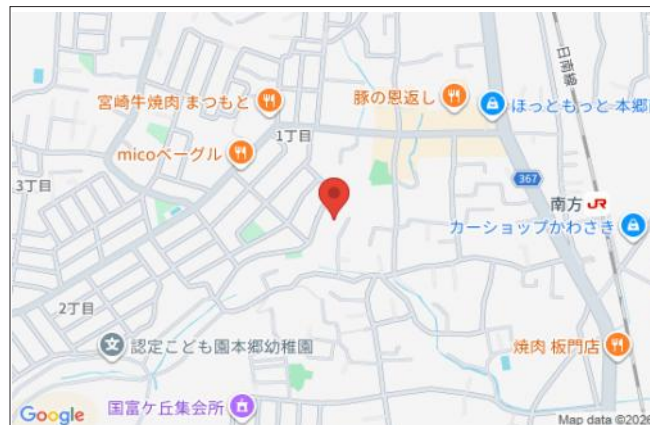 日南線
宮崎牛焼肉 まつもと
豚の恩返し
ほっともっと 本郷
1丁目
micoベーグル
3丁目
367
南方 JR
カーショップかわさき
2丁目
認定こども園本郷幼稚園
焼肉 板門店
国富ケ丘集会所
Google
Map data ©2026